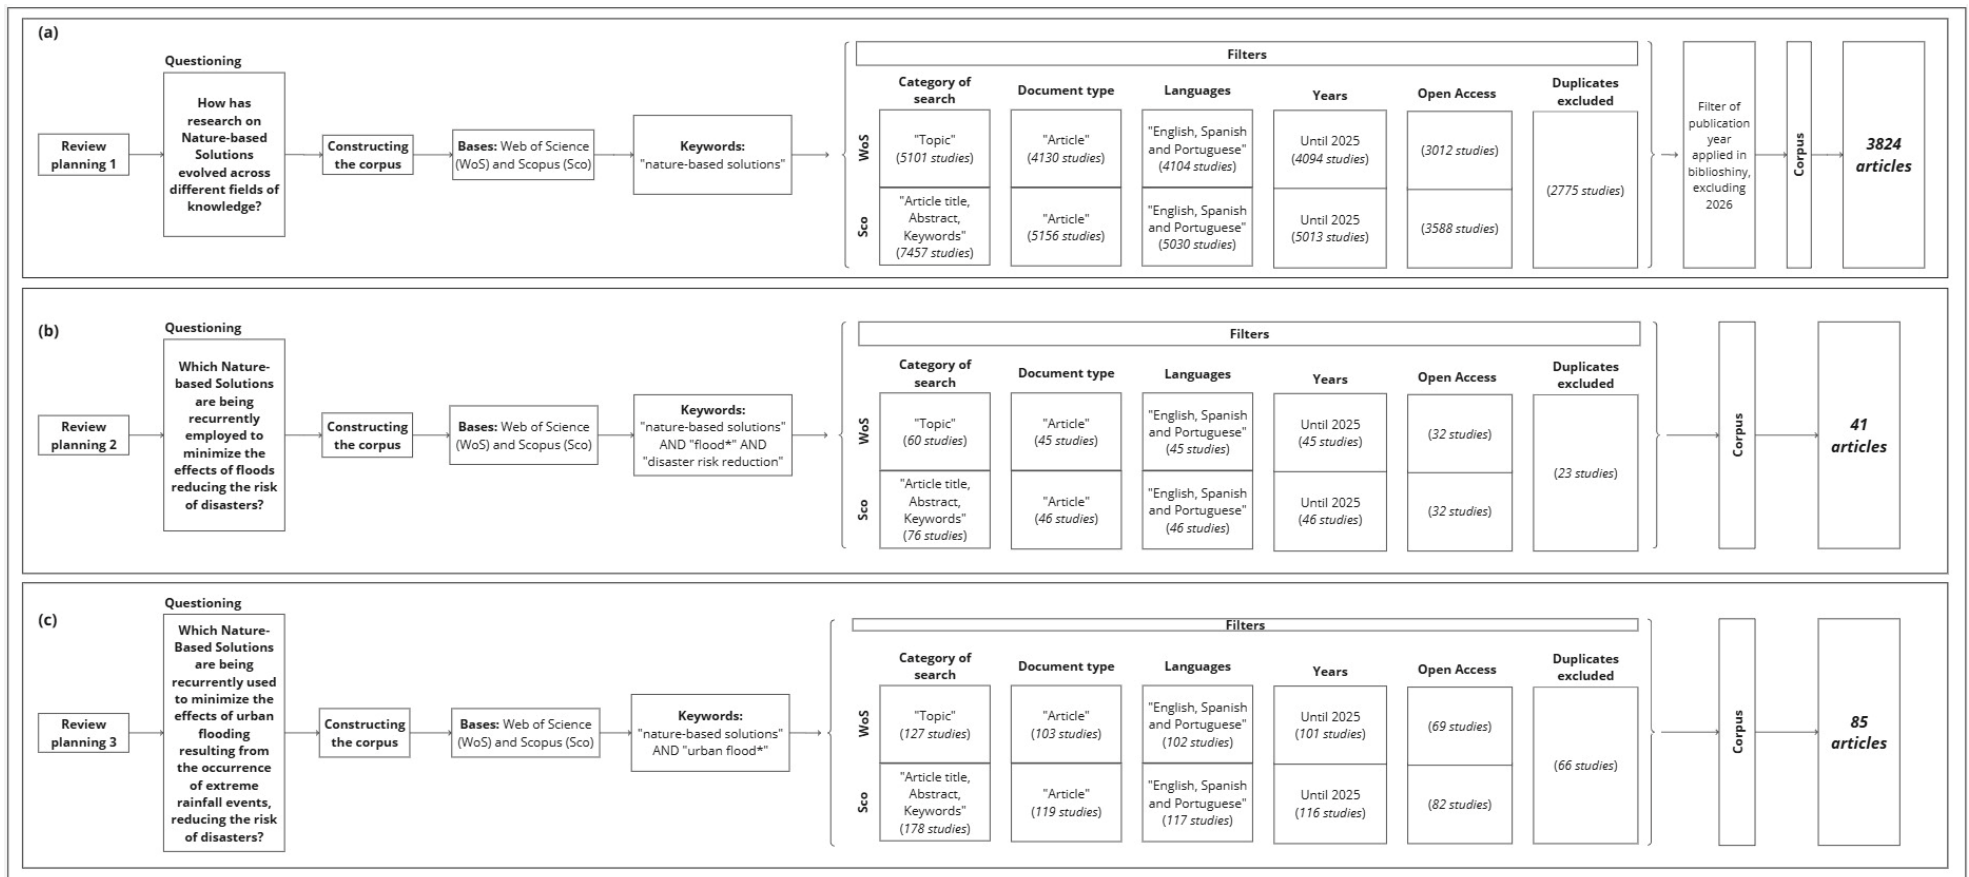 (a)
Questioning
Review
planning 1
How has
research on
Nature-based
Solutions
evolved across
different fields of
knowledge?
Constructing
the corpus
Bases: Web of Science
(WoS) and Scopus (Sco)
Keywords:
"nature-based solutions"
Filters
Category of
search
Document type
Languages
Years
Open Access
Duplicates
excluded
WoS
"Topic"
(5101 studies)
"Article"
(4130 studies)
"English, Spanish
and Portuguese"
(4104 studies)
Until 2025
(4094 studies)
(3012 studies)
Sco
"Article title,
Abstract,
Keywords"
(7457 studies)
"Article"
(5156 studies)
"English, Spanish
and Portuguese"
(5030 studies)
Until 2025
(5013 studies)
(3588 studies)
(2775 studies)
Filter of
publication
year
applied in
biblioshiny,
excluding
2026
Corpus
3824
articles
(b)
Questioning
Review
planning 2
Which Nature-
based Solutions
are being
recurrently
employed to
minimize the
effects of floods
reducing the risk
of disasters?
Constructing
the corpus
Bases: Web of Science
(WoS) and Scopus (Sco)
Keywords:
"nature-based solutions"
AND "flood*" AND
"disaster risk reduction"
Filters
Category of
search
Document type
Languages
Years
Open Access
Duplicates
excluded
WoS
"Topic"
(60 studies)
"Article"
(45 studies)
"English, Spanish
and Portuguese"
(45 studies)
Until 2025
(45 studies)
(32 studies)
Sco
"Article title,
Abstract,
Keywords"
(76 studies)
"Article"
(46 studies)
"English, Spanish
and Portuguese"
(46 studies)
Until 2025
(46 studies)
(32 studies)
(23 studies)
Corpus
41
articles
(c)
Questioning
Review
planning 3
Which Nature-
Based Solutions
are being
recurrently used
to minimize the
effects of urban
flooding
resulting from
the occurrence
of extreme
rainfall events,
reducing the risk
of disasters?
Constructing
the corpus
Bases: Web of Science
(WoS) and Scopus (Sco)
Keywords:
"nature-based solutions"
AND "urban flood*"
Filters
Category of
search
Document type
Languages
Years
Open Access
Duplicates
excluded
WoS
"Topic"
(127 studies)
"Article"
(103 studies)
"English, Spanish
and Portuguese"
(102 studies)
Until 2025
(101 studies)
(69 studies)
Sco
"Article title,
Abstract,
Keywords"
(178 studies)
"Article"
(119 studies)
"English, Spanish
and Portuguese"
(117 studies)
Until 2025
(116 studies)
(82 studies)
(66 studies)
Corpus
85
articles